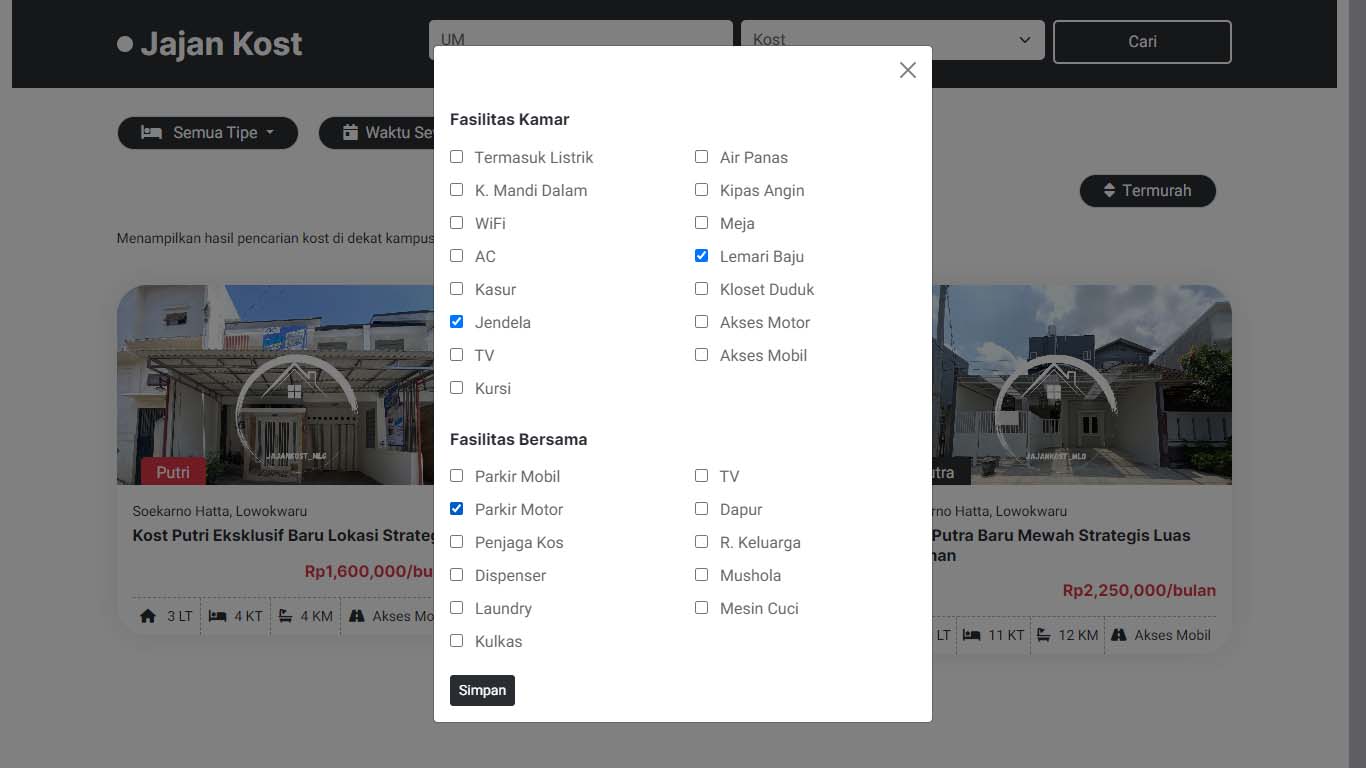 Jajan Kost
UM
Kost
Cari
Semua Tipe
Waktu Se
Termurah
Menampilkan hasil pencarian kost di dekat kampus
Fasilitas Kamar
Termasuk Listrik
Air Panas
K. Mandi Dalam
Kipas Angin
WiFi
Meja
AC
Lemari Baju
Kasur
Kloset Duduk
Jendela
Akses Motor
TV
Akses Mobil
Kursi
Fasilitas Bersama
Parkir Mobil
TV
Parkir Motor
Dapur
Penjaga Kos
R. Keluarga
Dispenser
Mushola
Laundry
Mesin Cuci
Kulkas
Simpan
JAJANKOST_MLG
Putri
Soekarno Hatta, Lowokwaru
Kost Putri Eksklusif Baru Lokasi Strateg
Rp1,600,000/bu
3 LT
4 KT
4 KM
Akses Mo
JAJANKOST_MLG
utra
rno Hatta, Lowokwaru
Putra Baru Mewah Strategis Luas
nan
Rp2,250,000/bulan
LT
11 KT
12 KM
Akses Mobil